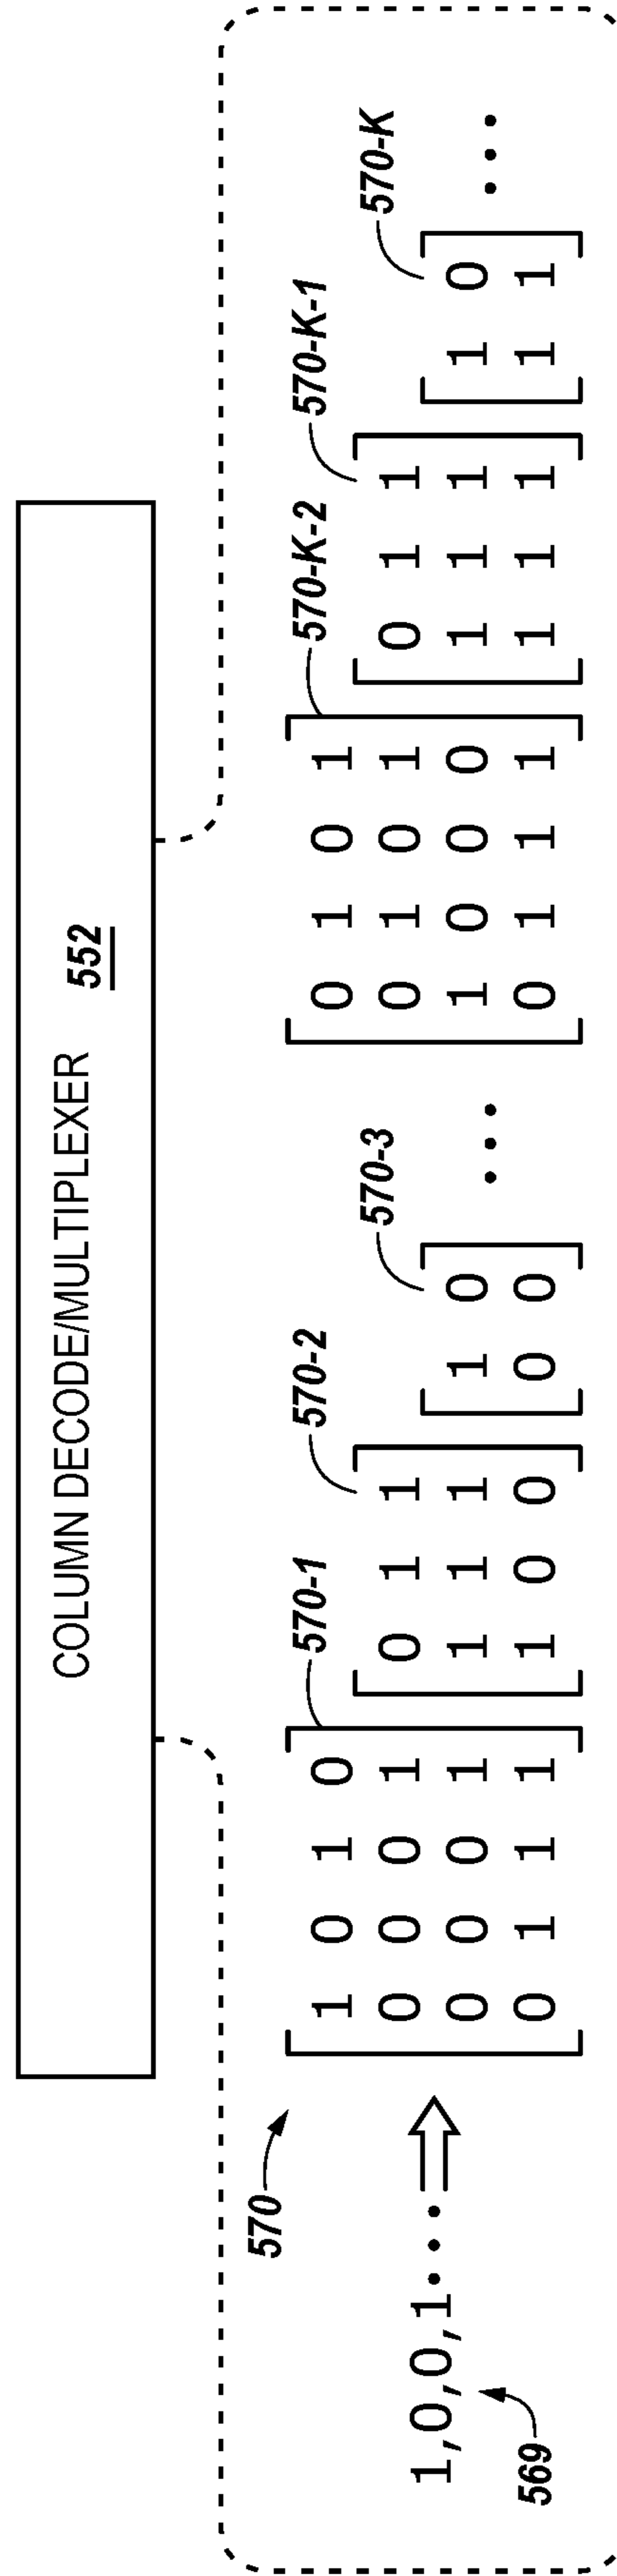 COLUMN DECODE/MULTIPLEXER 552
570 570-1 570-2 570-K-2 570-K-1
570-3 570-K
1 0 1 0 0 1 0 1
0 0 0 1 0 1 1 0 1 0 1 0 1 1
1,0,0,1... 0 0 0 1 1 1 1 1 0 ... 1 0 0 0 1 1 1 1 0 ...
0 1 1 1 1 0 0 0 0 0 1 1 1 1 1 1 1 1
569